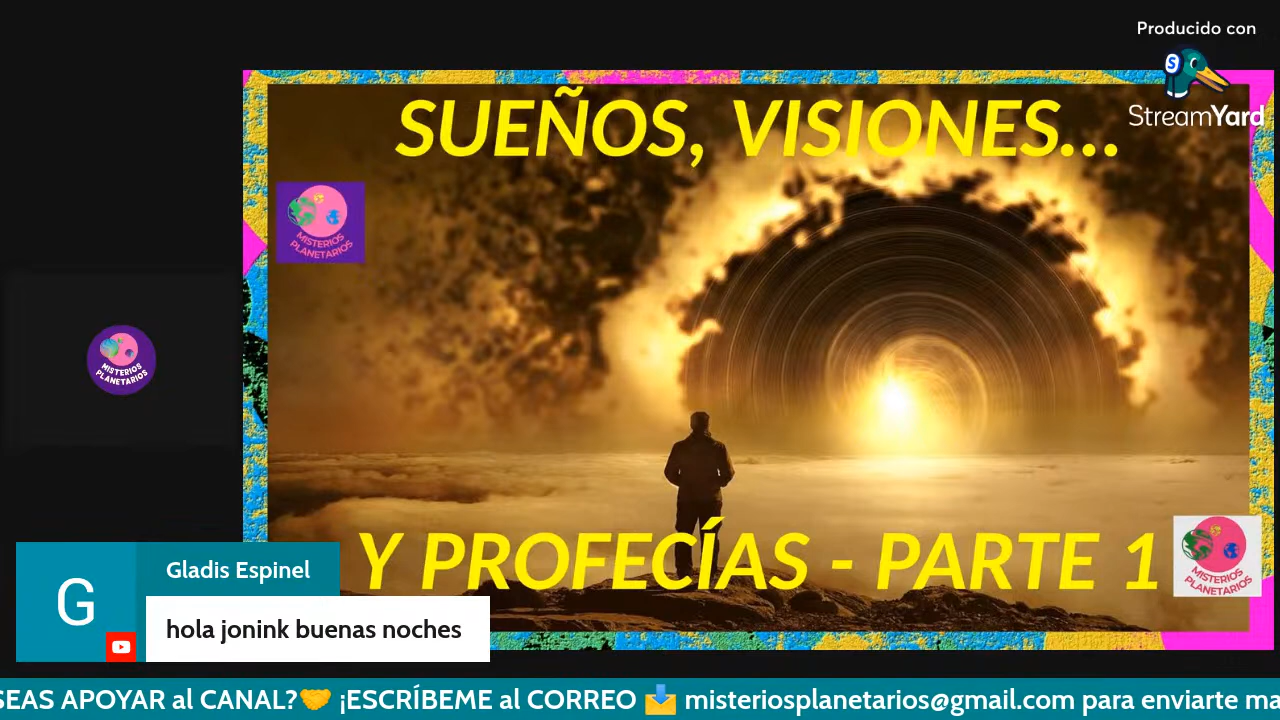 Producido con
StreamYard
SUEÑOS, VISIONES...
MISTERIOS
PLANETARIOS
MISTERIOS
PLANETARIOS
Y PROFECÍAS - PARTE 1
MISTERIOS
PLANETARIOS
G
Gladis Espinel
hola jonink buenas noches
SEAS APOYAR al CANAL?🤝 ¡ESCRÍBEME al CORREO 📩 misteriosplanetarios@gmail.com para enviarte ma